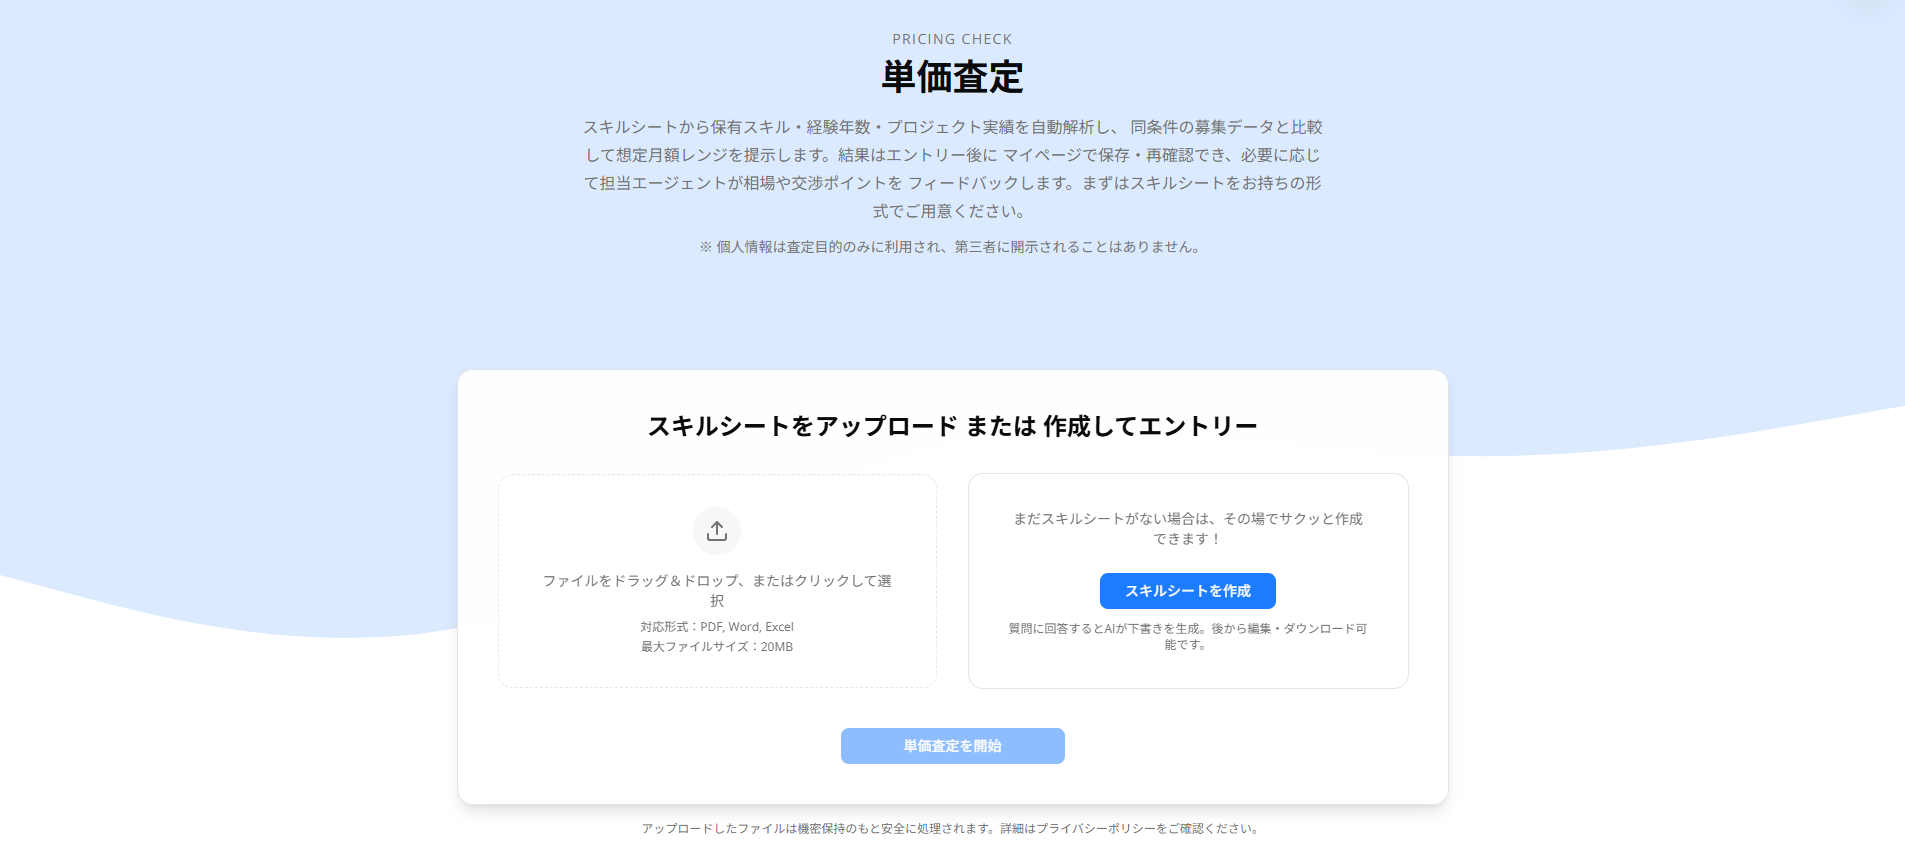 PRICING CHECK
単価査定
スキルシートから保有スキル・経験年数・プロジェクト実績を自動解析し、 同条件の募集データと比較
して想定月額レンジを提示します。結果はエントリー後に マイページで保存・再確認でき、必要に応じ
て担当エージェントが相場や交渉ポイントを フィードバックします。まずはスキルシートをお持ちの形
式でご用意ください。
※ 個人情報は査定目的のみに利用され、第三者に開示されることはありません。
スキルシートをアップロード または 作成してエントリー
ファイルをドラッグ＆ドロップ、またはクリックして選
択
対応形式：PDF, Word, Excel
最大ファイルサイズ：20MB
まだスキルシートがない場合は、その場でサクッと作成
できます！
スキルシートを作成
質問に回答するとAIが下書きを生成。後から編集・ダウンロード可
能です。
単価査定を開始
アップロードしたファイルは機密保持のもと安全に処理されます。詳細はプライバシーポリシーをご確認ください。